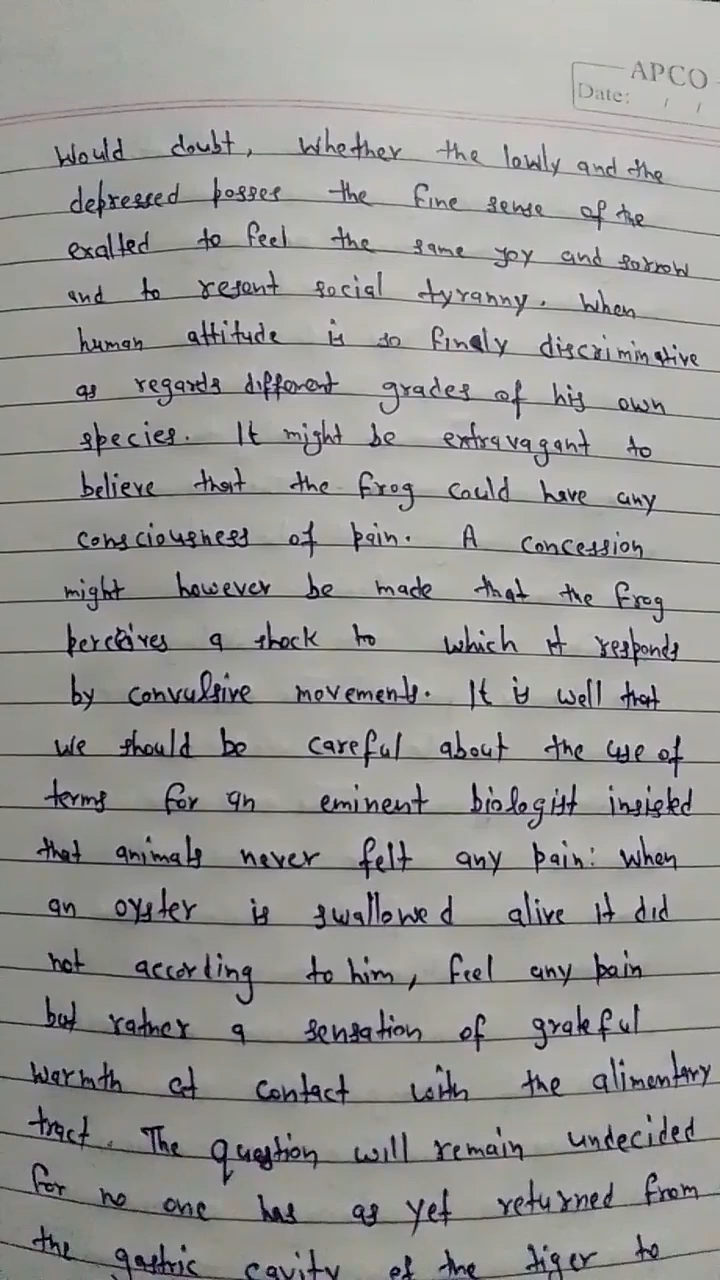 APCO
Date: / /
Would doubt, whether the lowly and the
depressed posses the fine sense of the
exalted to feel the same yoy and sorrow
and to resent social tyranny. When
human attitude is so finely discriminative
as regards different grades of his own
species. It might be extravagant to
believe that the frog could have any
consciousness of pain. A concession
might however be made that the frog
perceives a shock to which it responds
by convulsive movements. It is well that
we should be careful about the use of
terms for an eminent biologist insisted
that animals never felt any pain: when
an oyster is swallowed alive it did
not according to him, feel any pain
but rather a sensation of grateful
warmth at contact with the alimentary
tract. The question will remain undecided
for no one has as yet returned from
the gastric cavity of the tiger to